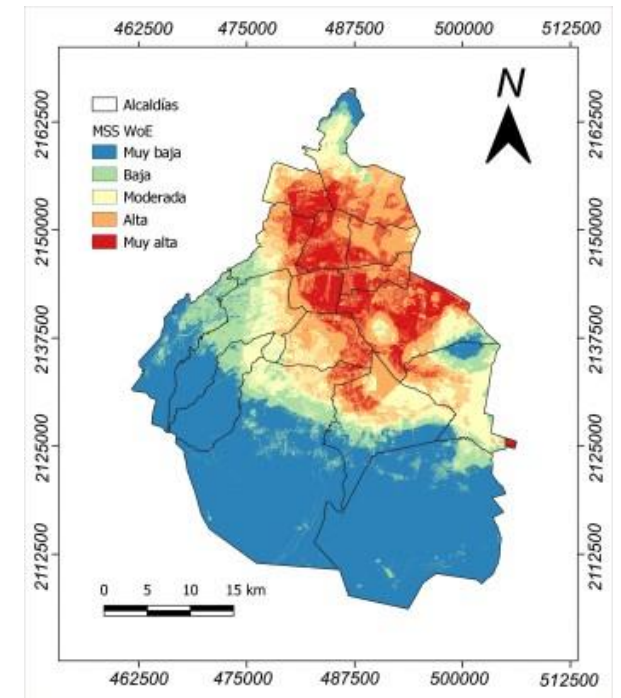 462500 475000 487500 500000 512500
N
Alcaldías
MSS WoE
Muy baja
Baja
Moderada
Alta
Muy alta
2162500 2162500
2150000 2150000
2137500 2137500
2125000 2125000
2112500 2112500
0 5 10 15 km
462500 475000 487500 500000 512500